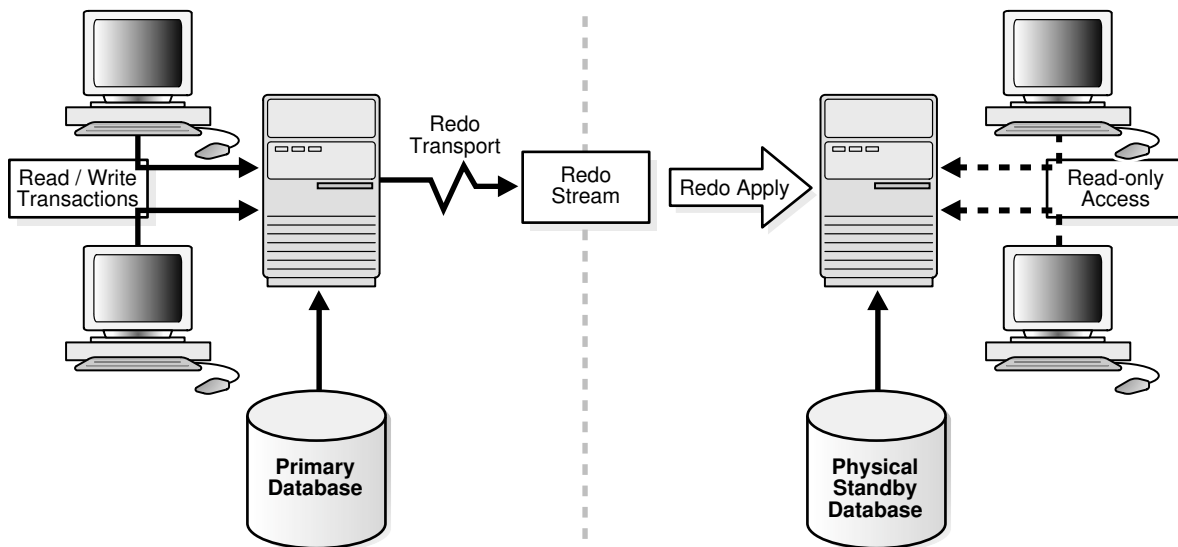 Redo
Transport
Read / Write
Transactions
Redo
Stream
Redo Apply
Read-only
Access
Primary
Database
Physical
Standby
Database